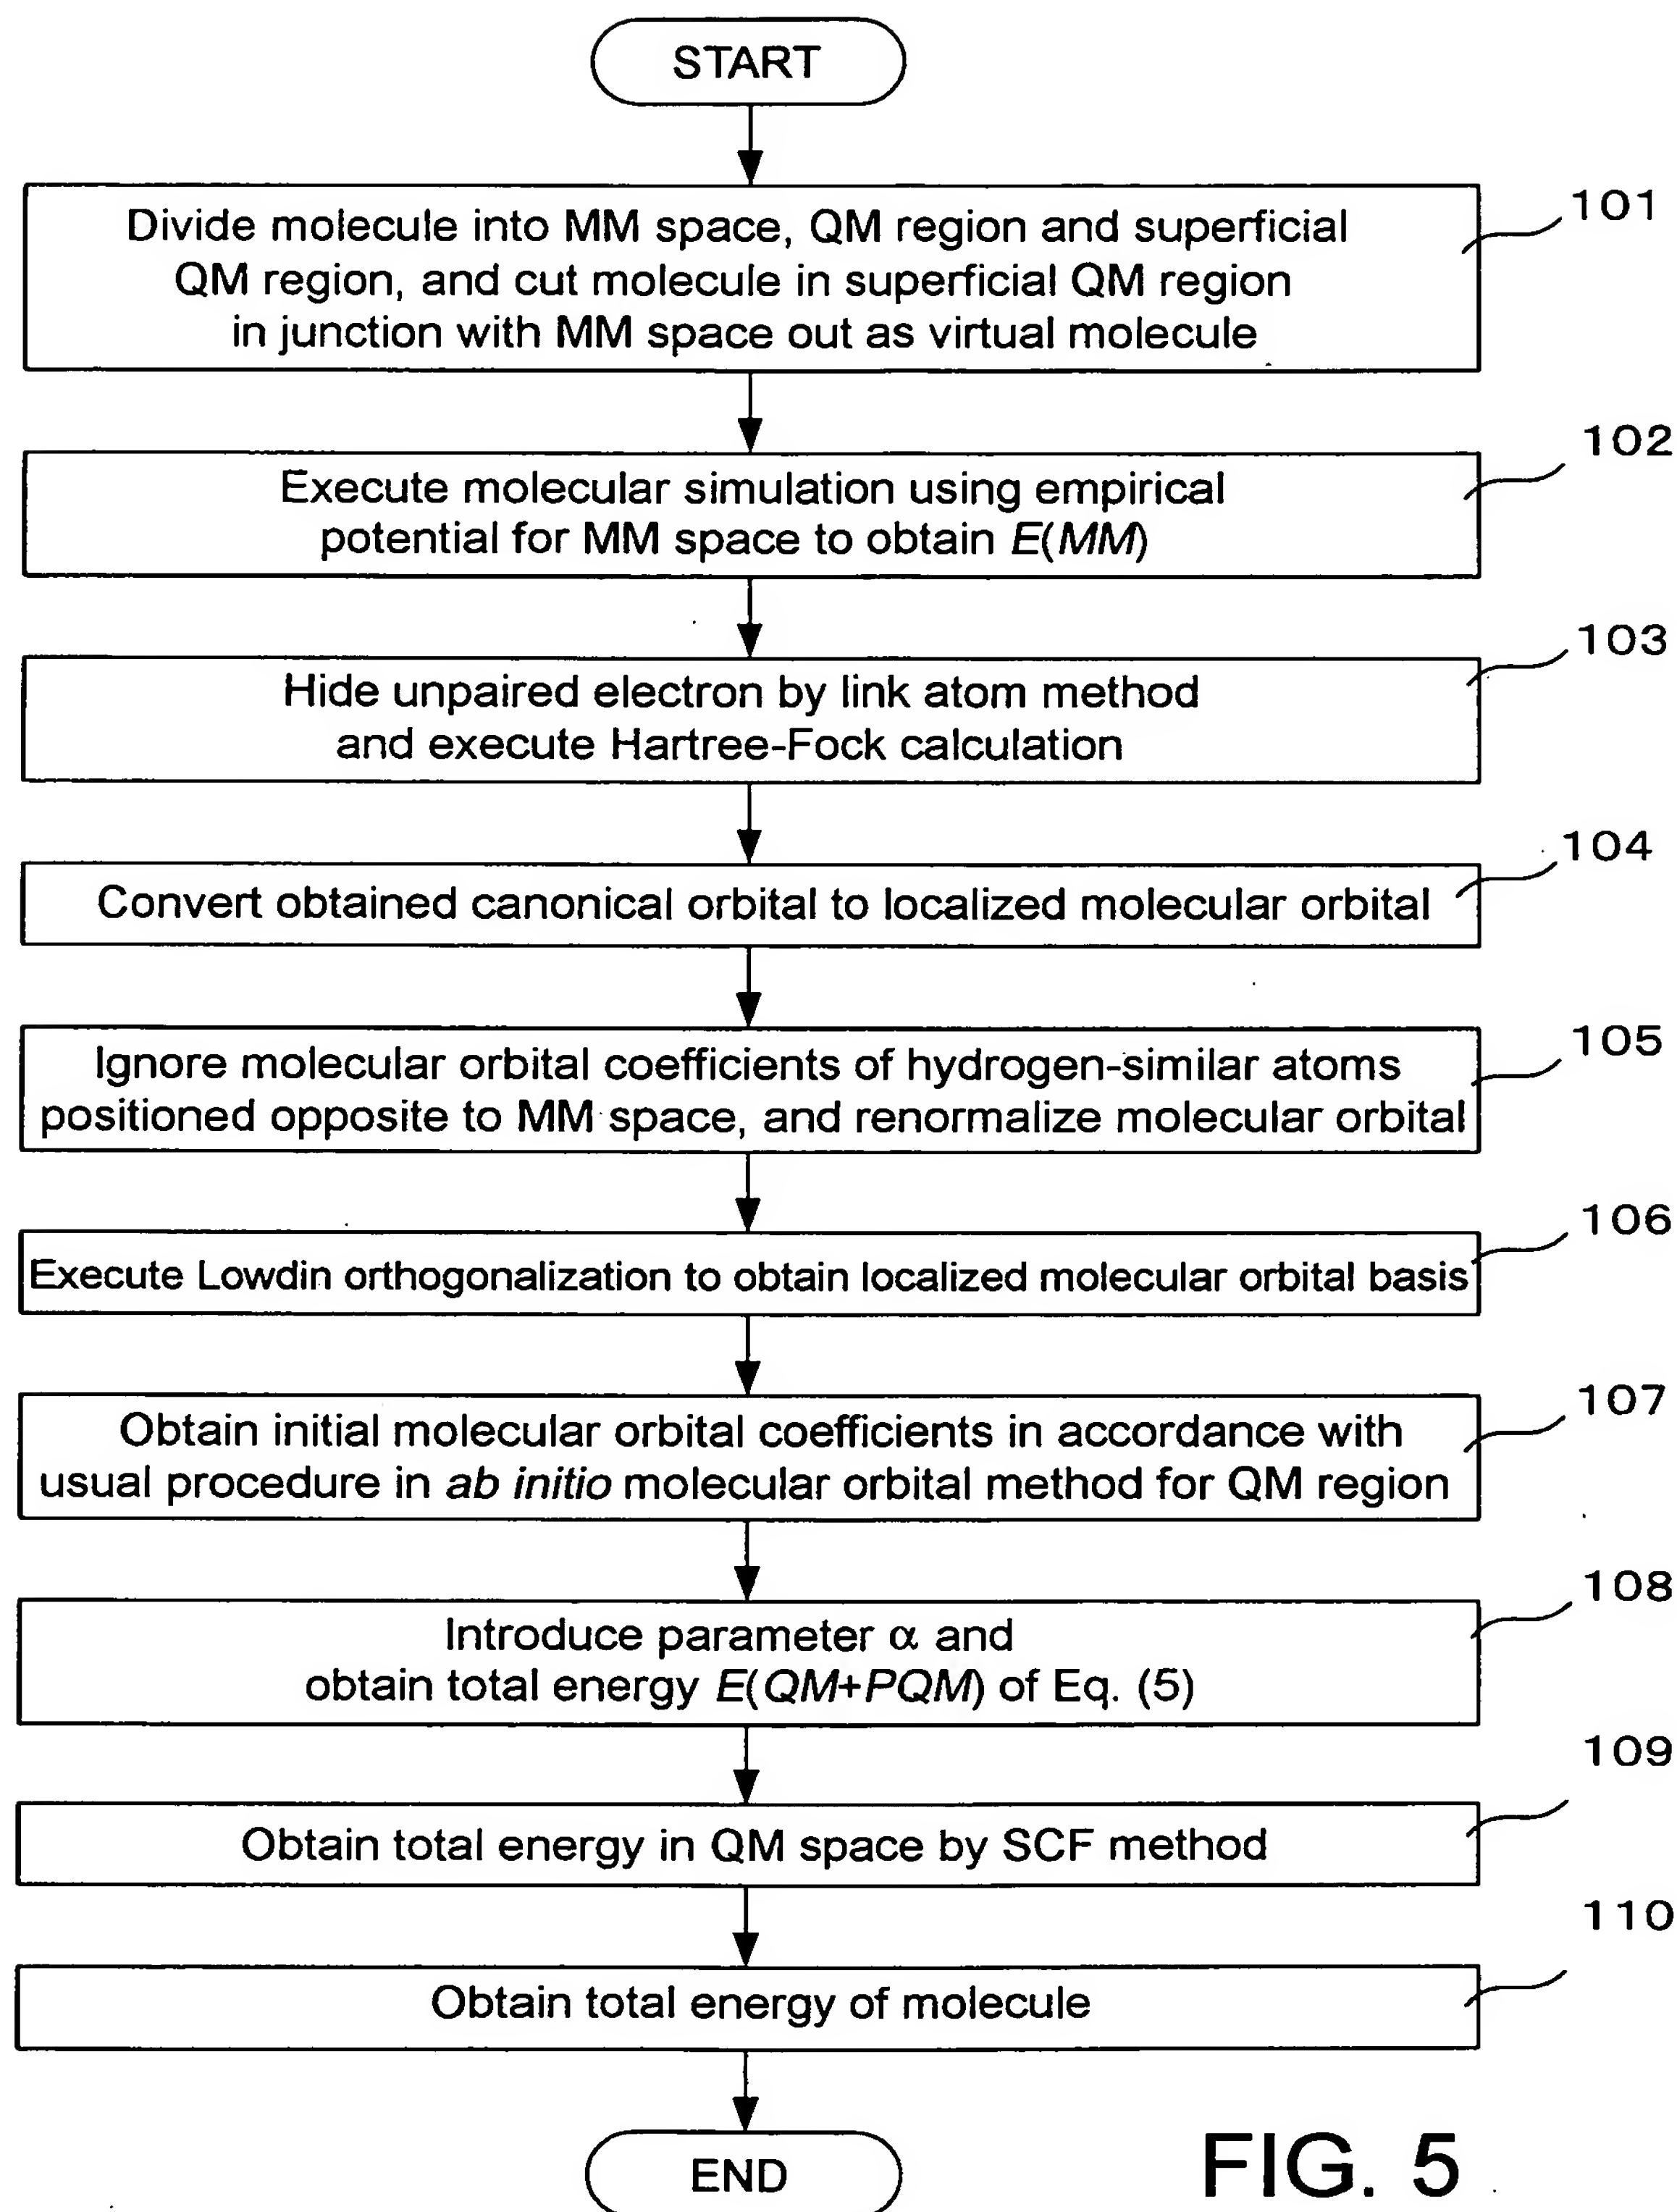 START
Divide molecule into MM space, QM region and superficial
QM region, and cut molecule in superficial QM region
in junction with MM space out as virtual molecule
101
Execute molecular simulation using empirical
potential for MM space to obtain E(MM)
102
Hide unpaired electron by link atom method
and execute Hartree-Fock calculation
103
Convert obtained canonical orbital to localized molecular orbital
104
Ignore molecular orbital coefficients of hydrogen-similar atoms
positioned opposite to MM space, and renormalize molecular orbital
105
Execute Lowdin orthogonalization to obtain localized molecular orbital basis
106
Obtain initial molecular orbital coefficients in accordance with
usual procedure in ab initio molecular orbital method for QM region
107
Introduce parameter α and
obtain total energy E(QM+PQM) of Eq. (5)
108
Obtain total energy in QM space by SCF method
109
Obtain total energy of molecule
110
END
FIG. 5